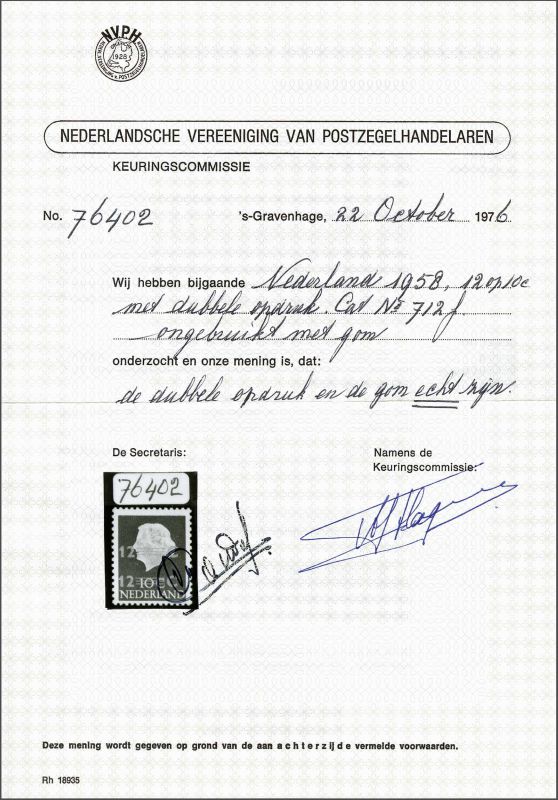 NVPH
1928
NEDERLANDSCHE VEREENIGING VAN POSTZEGELHANDELAREN
KEURINGSCOMMISSIE
No. 76402 's-Gravenhage, 22 October 1976
Wij hebben bijgaande Nederland 1958, 12 op 10c
met dubbele opdruk. Cat No 712 f.
ongebruikt met gom
onderzocht en onze mening is, dat:
de dubbele opdruk en de gom echt zijn.
De Secretaris:
Namens de
Keuringscommissie:
76402
12
12 10c
NEDERLAND
Deze mening wordt gegeven op grond van de aan achterzijde vermelde voorwaarden.
Rh 18935